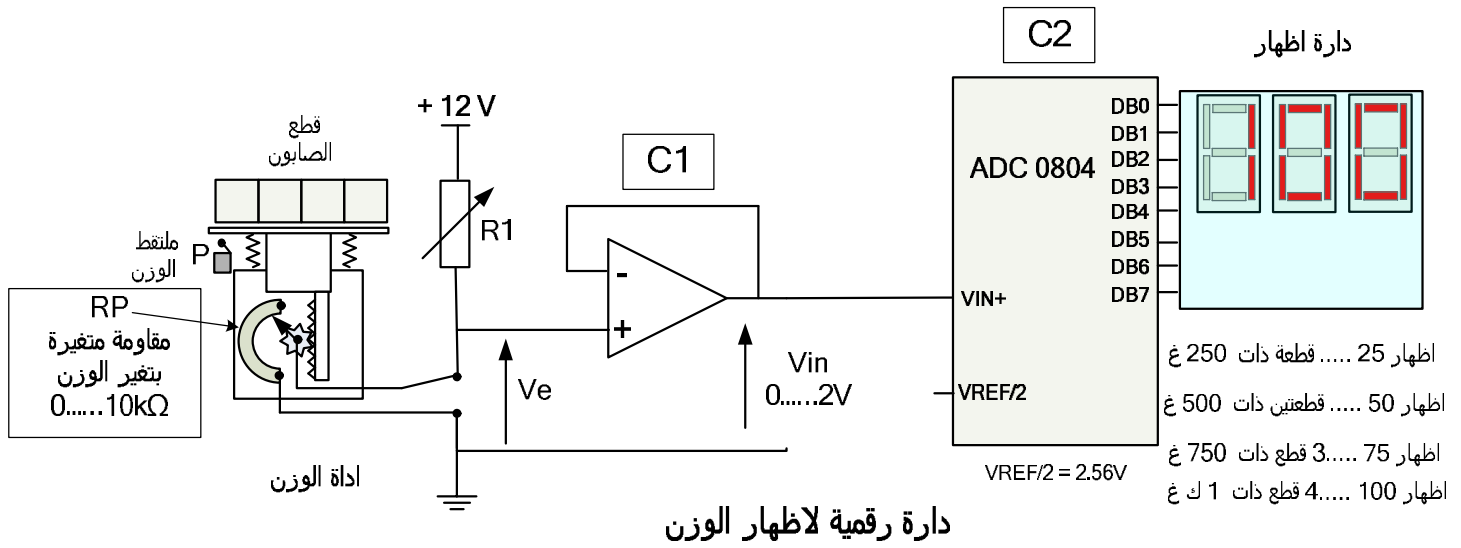 C2
دارة اظهار
+ 12 V
قطع
الصابون
C1
DB0
DB1
DB2
DB3
DB4
DB5
DB6
DB7
ADC 0804
100
R1
ملتقط
الوزن
P
-
+
VIN+
RP
مقاومة متغيرة
بتغير الوزن
0......10kΩ
Ve
Vin
0......2V
VREF/2
اظهار 25 ..... قطعة ذات 250 غ
اظهار 50 ..... قطعتين ذات 500 غ
اظهار 75 .....3 قطع ذات 750 غ
اظهار 100 .....4 قطع ذات 1 ك غ
VREF/2 = 2.56V
اداة الوزن
دارة رقمية لاظهار الوزن